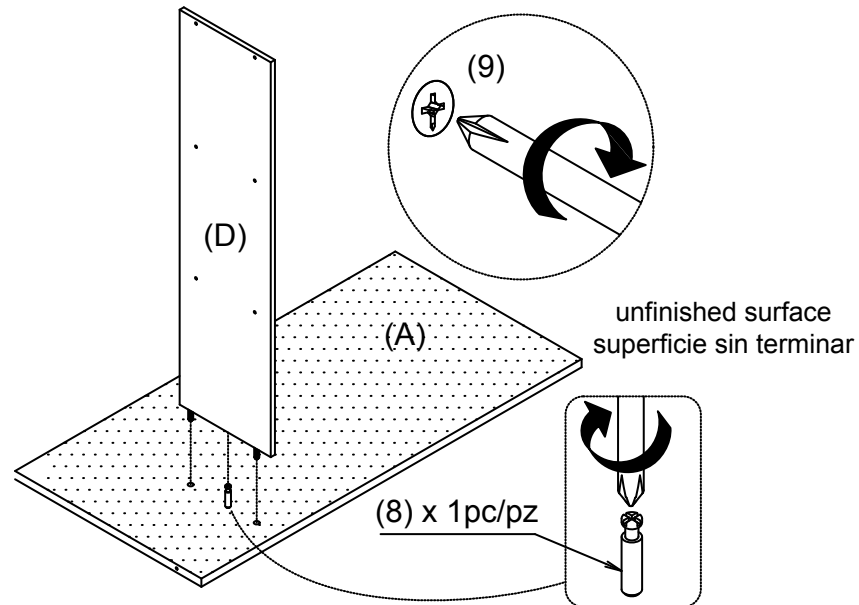 (9)
(D)
(A)
unfinished surface
superficie sin terminar
(8) x 1pc/pz